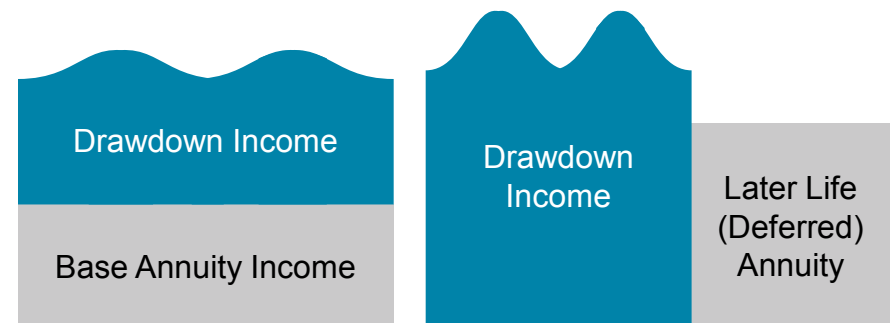 Drawdown Income
Base Annuity Income
Drawdown
Income
Later Life
(Deferred)
Annuity